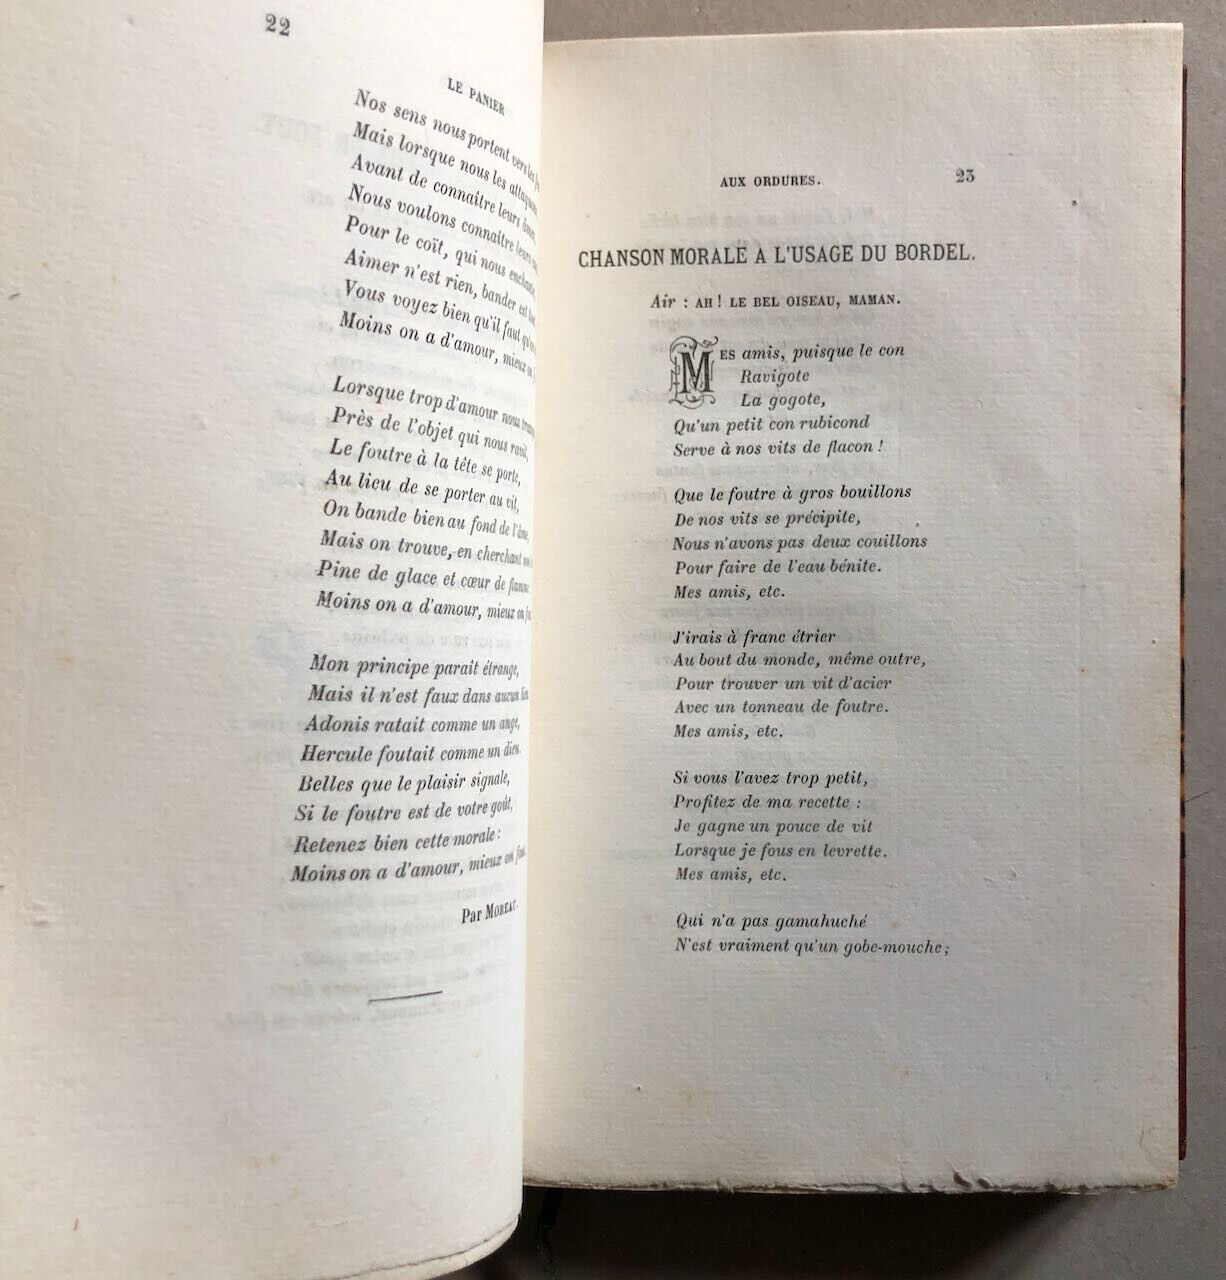 22
LE PANIER
Nos sens nous portent vers les
Mais lorsque nous les attaquons
Avant de connaître leurs âmes,
Nous voulons connaître leurs
Pour le coït, qui nous enchante,
Aimer n'est rien, bander est tout
Vous voyez bien qu'il faut qu'on
Moins on a d'amour, mieux on
Lorsque trop d'amour nous
Près de l'objet qui nous ravit,
Le foutre à la tête se porte,
Au lieu de se porter au vit,
On bande bien au fond de l'âme,
Mais on trouve, en cherchant
Pine de glace et cœur de flamme
Moins on a d'amour, mieux on
Mon principe paraît étrange,
Mais il n'est faux dans aucun
Adonis ratait comme un ange,
Hercule foutait comme un dieu.
Belles que le plaisir signale,
Si le foutre est de votre goût,
Retenez bien cette morale :
Moins on a d'amour, mieux on
Par MOREAU.
AUX ORDURES. 23
CHANSON MORALE A L'USAGE DU BORDEL.
Air : AH ! LE BEL OISEAU, MAMAN.
MES amis, puisque le con
Ravigote
La gogote,
Qu'un petit con rubicond
Serve à nos vits de flacon !
Que le foutre à gros bouillons
De nos vits se précipite,
Nous n'avons pas deux couillons
Pour faire de l'eau bénite.
Mes amis, etc.
J'irais à franc étrier
Au bout du monde, même outre,
Pour trouver un vit d'acier
Avec un tonneau de foutre.
Mes amis, etc.
Si vous l'avez trop petit,
Profitez de ma recette :
Je gagne un pouce de vit
Lorsque je fous en levrette.
Mes amis, etc.
Qui n'a pas gamahuché
N'est vraiment qu'un gobe-mouche ;